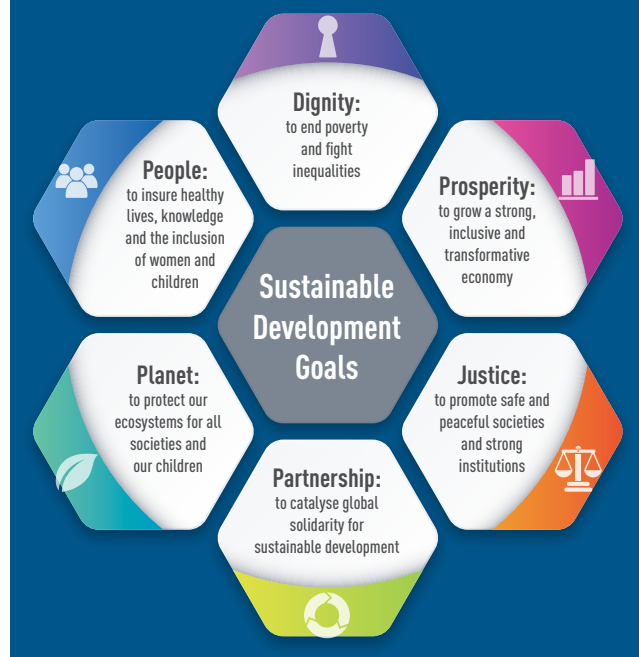 Dignity:
to end poverty
and fight
inequalities
People:
to insure healthy
lives, knowledge
and the inclusion
of women and
children
Prosperity:
to grow a strong,
inclusive and
transformative
economy
Sustainable
Development
Goals
Planet:
to protect our
ecosystems for all
societies and
our children
Justice:
to promote safe and
peaceful societies
and strong
institutions
Partnership:
to catalyse global
solidarity for
sustainable development